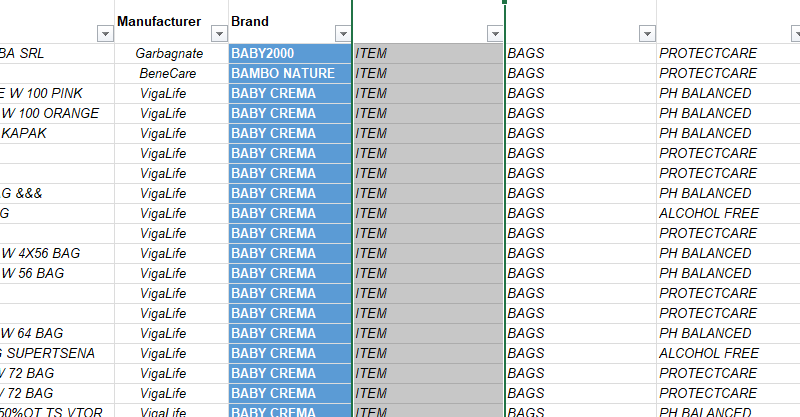 Manufacturer Brand
BA SRL Garbagnate BABY2000 ITEM BAGS PROTECTCARE
BeneCare BAMBO NATURE ITEM BAGS PROTECTCARE
E W 100 PINK VigaLife BABY CREMA ITEM BAGS PH BALANCED
W 100 ORANGE VigaLife BABY CREMA ITEM BAGS PH BALANCED
KAPAK VigaLife BABY CREMA ITEM BAGS PH BALANCED
VigaLife BABY CREMA ITEM BAGS PROTECTCARE
VigaLife BABY CREMA ITEM BAGS PROTECTCARE
AG &&& VigaLife BABY CREMA ITEM BAGS PH BALANCED
G VigaLife BABY CREMA ITEM BAGS ALCOHOL FREE
VigaLife BABY CREMA ITEM BAGS PROTECTCARE
W 4X56 BAG VigaLife BABY CREMA ITEM BAGS PH BALANCED
W 56 BAG VigaLife BABY CREMA ITEM BAGS PH BALANCED
VigaLife BABY CREMA ITEM BAGS PROTECTCARE
VigaLife BABY CREMA ITEM BAGS PROTECTCARE
W 64 BAG VigaLife BABY CREMA ITEM BAGS PH BALANCED
G SUPERTSENA VigaLife BABY CREMA ITEM BAGS ALCOHOL FREE
W 72 BAG VigaLife BABY CREMA ITEM BAGS PROTECTCARE
W 72 BAG VigaLife BABY CREMA ITEM BAGS PROTECTCARE
50%OT TS VTOR VigaLife BABY CREMA ITEM BAGS PH BALANCED